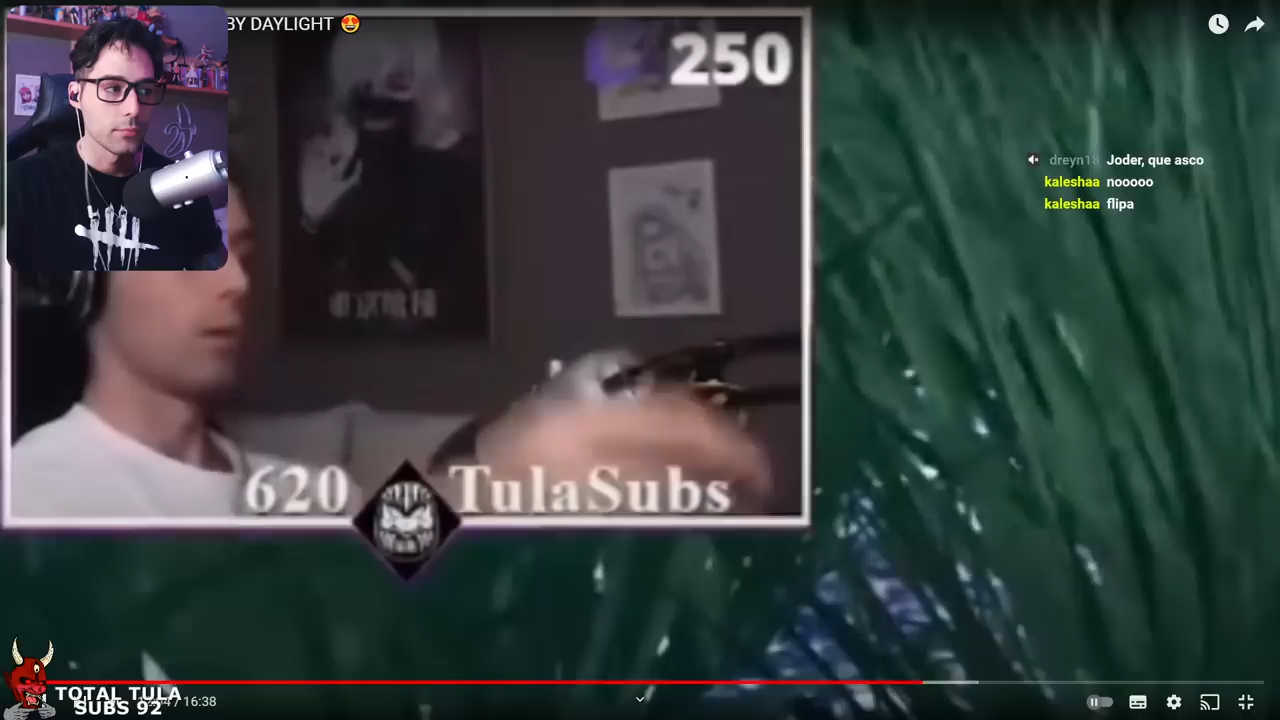 BY DAYLIGHT 😍
250
dreyn18 Joder, que asco
kaleshaa nooooo
kaleshaa flipa
620 TulaSubs
TOTAL TULA
SUBS 92
/ 16:38